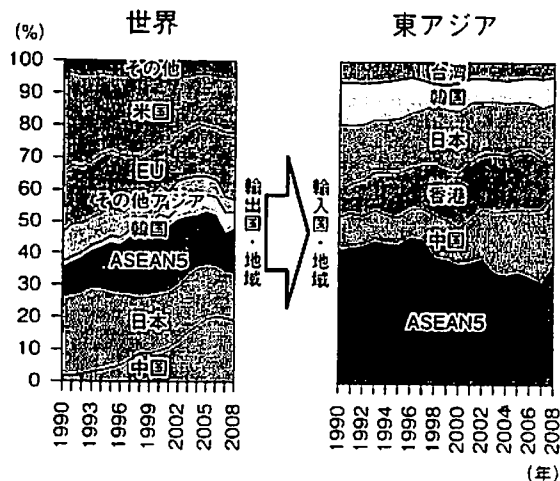 世界
東アジア
(%)
100
90
80
70
60
50
40
30
20
10
0
その他
米国
EU
その他アジア
韓国
ASEAN5
日本
中国
1990
1993
1996
1999
2002
2005
2008
輸出国・地域
輸入国・地域
台湾
韓国
日本
香港
中国
ASEAN5
1990
1992
1994
1996
1998
2000
2002
2004
2006
2008
(年)